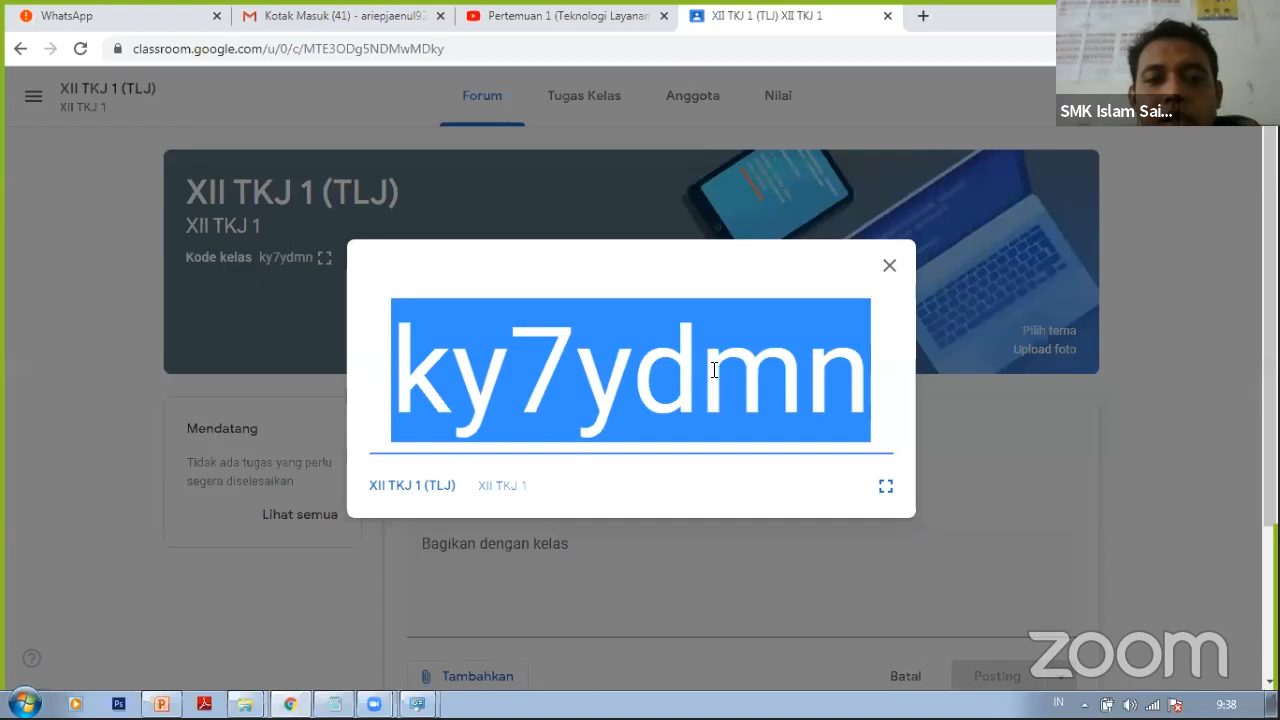 WhatsApp
Kotak Masuk (41) - ariepjaenul92
Pertemuan 1 (Teknologi Layanan
XII TKJ 1 (TLJ) XII TKJ 1
classroom.google.com/u/0/c/MTE3ODg5NDMwMDky
XII TKJ 1 (TLJ)
XII TKJ 1
Forum
Tugas Kelas
Anggota
Nilai
SMK Islam Sai...
XII TKJ 1 (TLJ)
XII TKJ 1
Kode kelas ky7ydmn
Pilih tema
Upload foto
ky7ydmn
XII TKJ 1 (TLJ) XII TKJ 1
Mendatang
Tidak ada tugas yang perlu
segera diselesaikan
Lihat semua
Bagikan dengan kelas
Tambahkan
Batal
Posting
zoom
IN
9:38